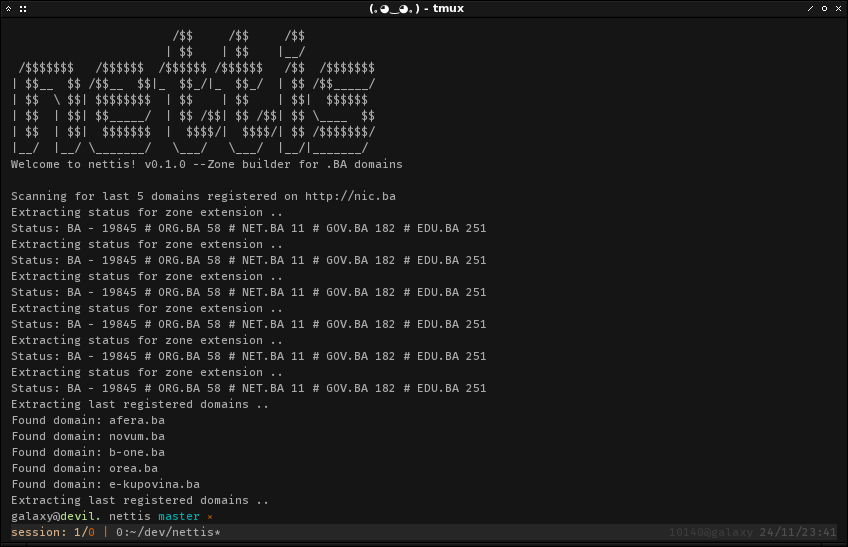 (｡◕‿◕｡) - tmux
       /$$     /$$     /$$
      | $$    | $$    |__/
 /$$$$$$$   /$$$$$$  /$$$$$$ /$$$$$$   /$$  /$$$$$$$
| $$__  $$ /$$__  $$|_  $$_/|_  $$_/  | $$ /$$_____/
| $$  \ $$| $$$$$$$$  | $$    | $$    | $$|  $$$$$$
| $$  | $$| $$_____/  | $$ /$$| $$ /$$| $$ \____  $$
| $$  | $$|  $$$$$$$  |  $$$$/|  $$$$/| $$ /$$$$$$$/
|__/  |__/ \_______/   \___/   \___/  |__/|_______/
Welcome to nettis! v0.1.0 --Zone builder for .BA domains
Scanning for last 5 domains registered on http://nic.ba
Extracting status for zone extension ..
Status: BA - 19845 # ORG.BA 58 # NET.BA 11 # GOV.BA 182 # EDU.BA 251
Extracting status for zone extension ..
Status: BA - 19845 # ORG.BA 58 # NET.BA 11 # GOV.BA 182 # EDU.BA 251
Extracting status for zone extension ..
Status: BA - 19845 # ORG.BA 58 # NET.BA 11 # GOV.BA 182 # EDU.BA 251
Extracting status for zone extension ..
Status: BA - 19845 # ORG.BA 58 # NET.BA 11 # GOV.BA 182 # EDU.BA 251
Extracting status for zone extension ..
Status: BA - 19845 # ORG.BA 58 # NET.BA 11 # GOV.BA 182 # EDU.BA 251
Extracting status for zone extension ..
Status: BA - 19845 # ORG.BA 58 # NET.BA 11 # GOV.BA 182 # EDU.BA 251
Extracting last registered domains ..
Found domain: afera.ba
Found domain: novum.ba
Found domain: b-one.ba
Found domain: orea.ba
Found domain: e-kupovina.ba
Extracting last registered domains ..
galaxy@devil. nettis master ×
session: 1/0 | 0:~/dev/nettis* 10140@galaxy 24/11/23:41